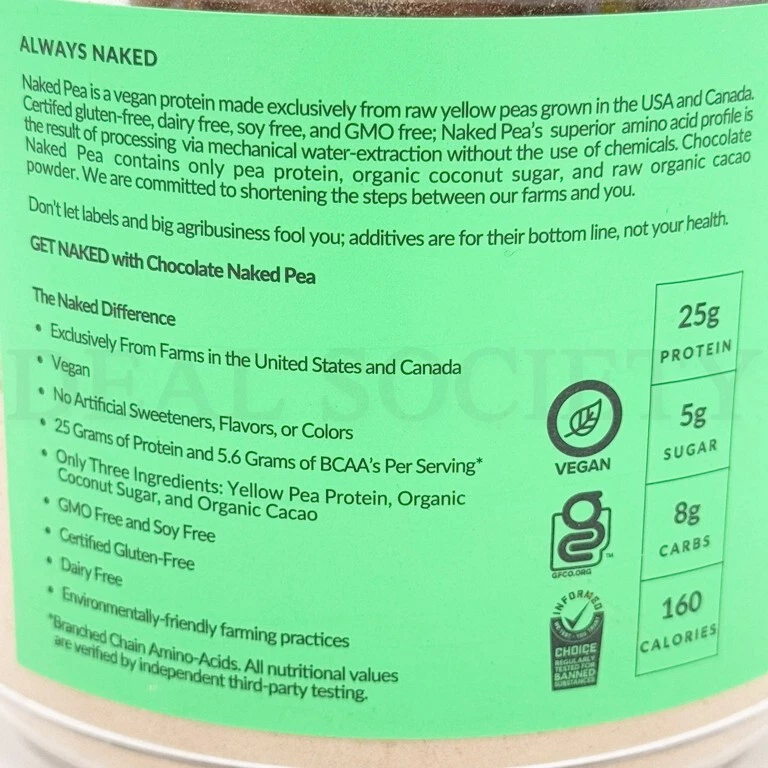 ALWAYS NAKED
Naked Pea is a vegan protein made exclusively from raw yellow peas grown in the USA and Canada.
Certifed gluten-free, dairy free, soy free, and GMO free; Naked Pea's superior amino acid profile is
the result of processing via mechanical water-extraction without the use of chemicals. Chocolate
Naked Pea contains only pea protein, organic coconut sugar, and raw organic cacao
powder. We are committed to shortening the steps between our farms and you.
Don't let labels and big agribusiness fool you; additives are for their bottom line, not your health.
GET NAKED with Chocolate Naked Pea
The Naked Difference
• Exclusively From Farms in the United States and Canada
• Vegan
• No Artificial Sweeteners, Flavors, or Colors
• 25 Grams of Protein and 5.6 Grams of BCAA's Per Serving*
• Only Three Ingredients: Yellow Pea Protein, Organic
Coconut Sugar, and Organic Cacao
• GMO Free and Soy Free
• Certified Gluten-Free
• Dairy Free
• Environmentally-friendly farming practices
*Branched Chain Amino-Acids. All nutritional values
are verified by independent third-party testing.
VEGAN
GFCO.ORG
TM
INFORMED
CHOICE
REGULARLY
TESTED FOR
BANNED
SUBSTANCES
25g
PROTEIN
5g
SUGAR
8g
CARBS
160
CALORIES
DEAL SOCIETY